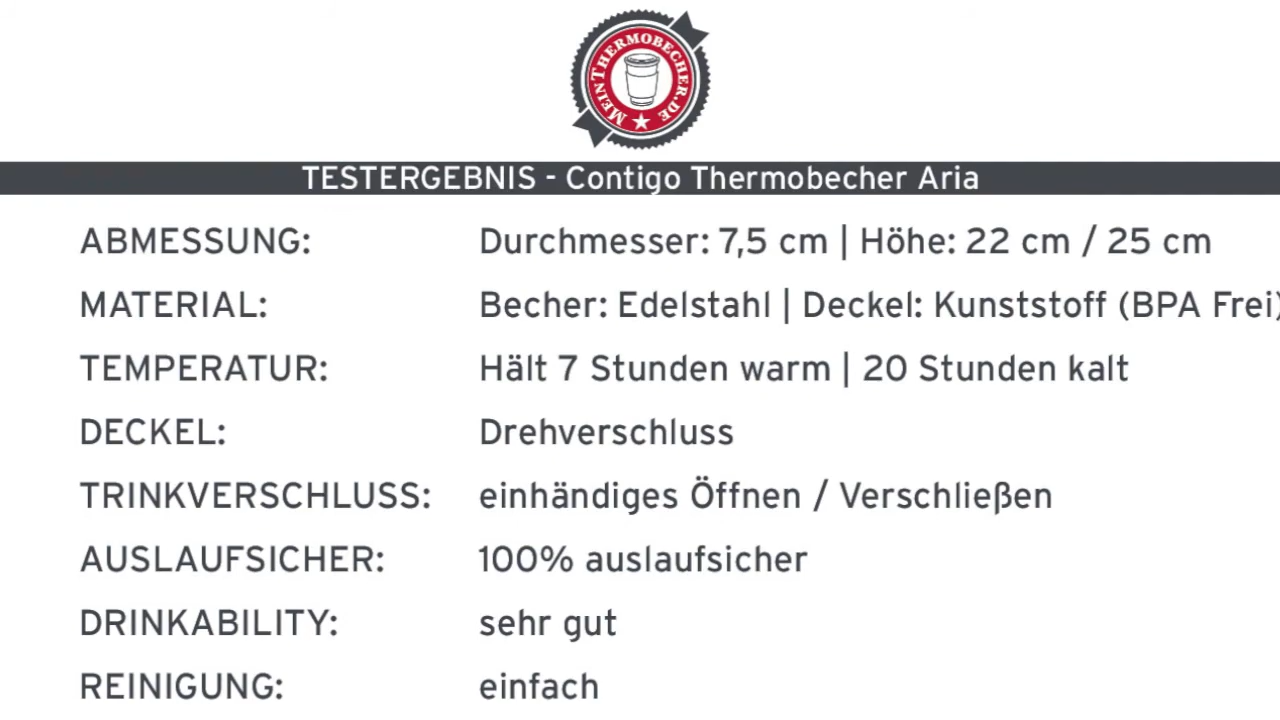 MEINTHERMOBECHER.DE
TESTERGEBNIS - Contigo Thermobecher Aria
ABMESSUNG: Durchmesser: 7,5 cm | Höhe: 22 cm / 25 cm
MATERIAL: Becher: Edelstahl | Deckel: Kunststoff (BPA Frei)
TEMPERATUR: Hält 7 Stunden warm | 20 Stunden kalt
DECKEL: Drehverschluss
TRINKVERSCHLUSS: einhändiges Öffnen / Verschließen
AUSLAUFSICHER: 100% auslaufsicher
DRINKABILITY: sehr gut
REINIGUNG: einfach